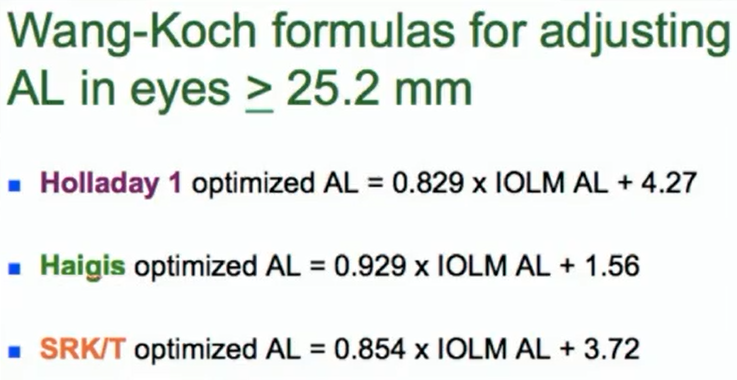 Wang-Koch formulas for adjusting
AL in eyes ≥ 25.2 mm
▪ Holladay 1 optimized AL = 0.829 x IOLM AL + 4.27
▪ Haigis optimized AL = 0.929 x IOLM AL + 1.56
▪ SRK/T optimized AL = 0.854 x IOLM AL + 3.72